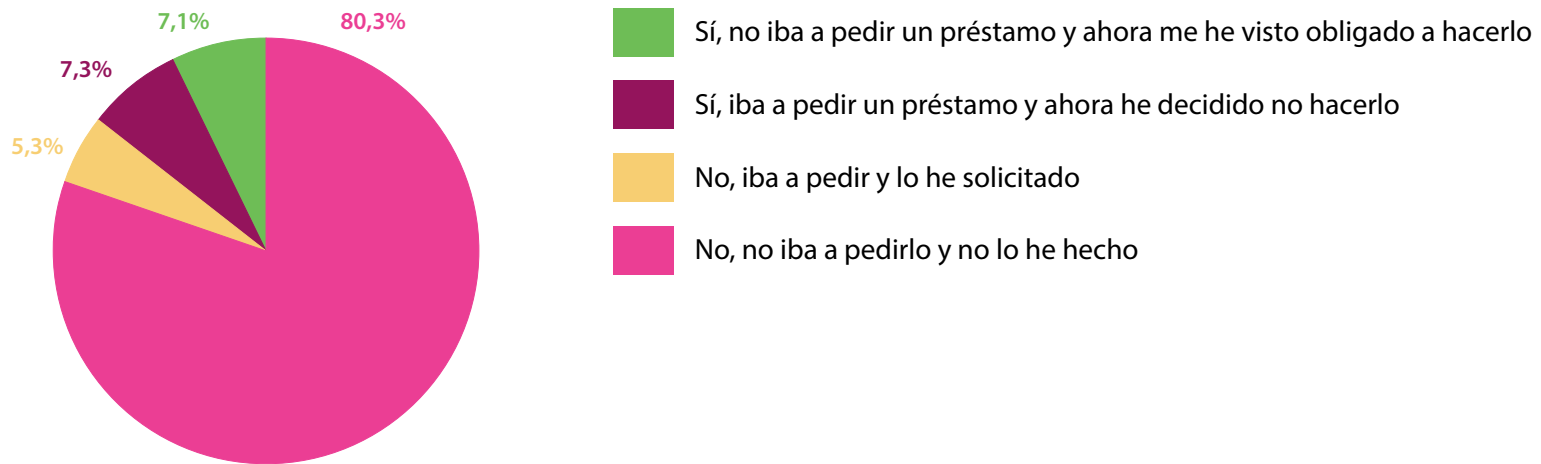 7,1%
80,3%
7,3%
5,3%
Sí, no iba a pedir un préstamo y ahora me he visto obligado a hacerlo
Sí, iba a pedir un préstamo y ahora he decidido no hacerlo
No, iba a pedir y lo he solicitado
No, no iba a pedirlo y no lo he hecho